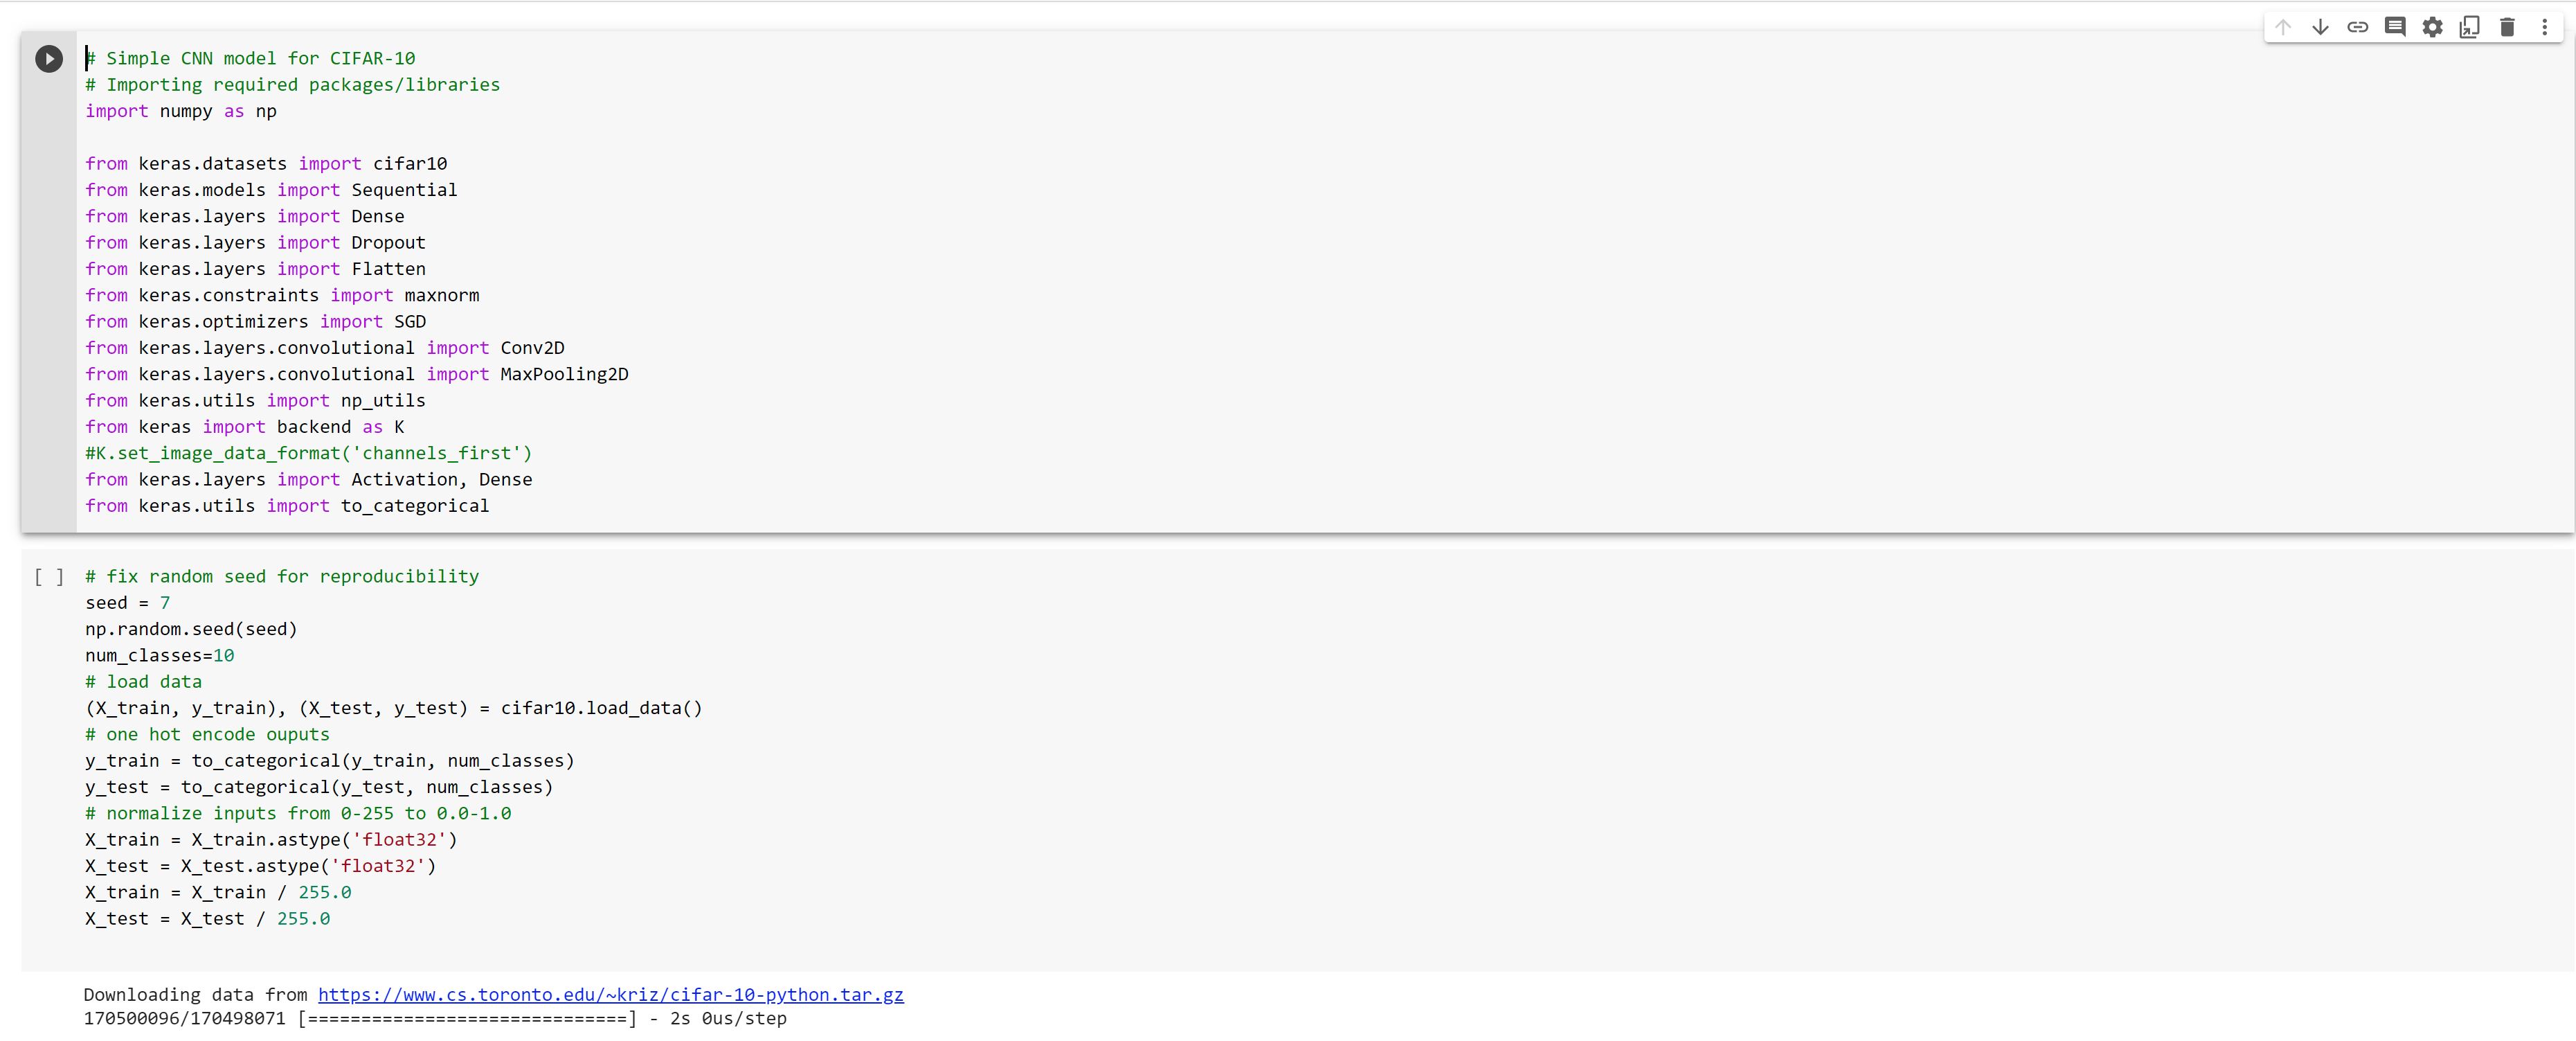 # Simple CNN model for CIFAR-10
# Importing required packages/libraries
import numpy as np
from keras.datasets import cifar10
from keras.models import Sequential
from keras.layers import Dense
from keras.layers import Dropout
from keras.layers import Flatten
from keras.constraints import maxnorm
from keras.optimizers import SGD
from keras.layers.convolutional import Conv2D
from keras.layers.convolutional import MaxPooling2D
from keras.utils import np_utils
from keras import backend as K
#K.set_image_data_format('channels_first')
from keras.layers import Activation, Dense
from keras.utils import to_categorical
[ ] # fix random seed for reproducibility
seed = 7
np.random.seed(seed)
num_classes=10
# load data
(X_train, y_train), (X_test, y_test) = cifar10.load_data()
# one hot encode ouputs
y_train = to_categorical(y_train, num_classes)
y_test = to_categorical(y_test, num_classes)
# normalize inputs from 0-255 to 0.0-1.0
X_train = X_train.astype('float32')
X_test = X_test.astype('float32')
X_train = X_train / 255.0
X_test = X_test / 255.0
Downloading data from https://www.cs.toronto.edu/~kriz/cifar-10-python.tar.gz
170500096/170498071 [==============================] - 2s 0us/step